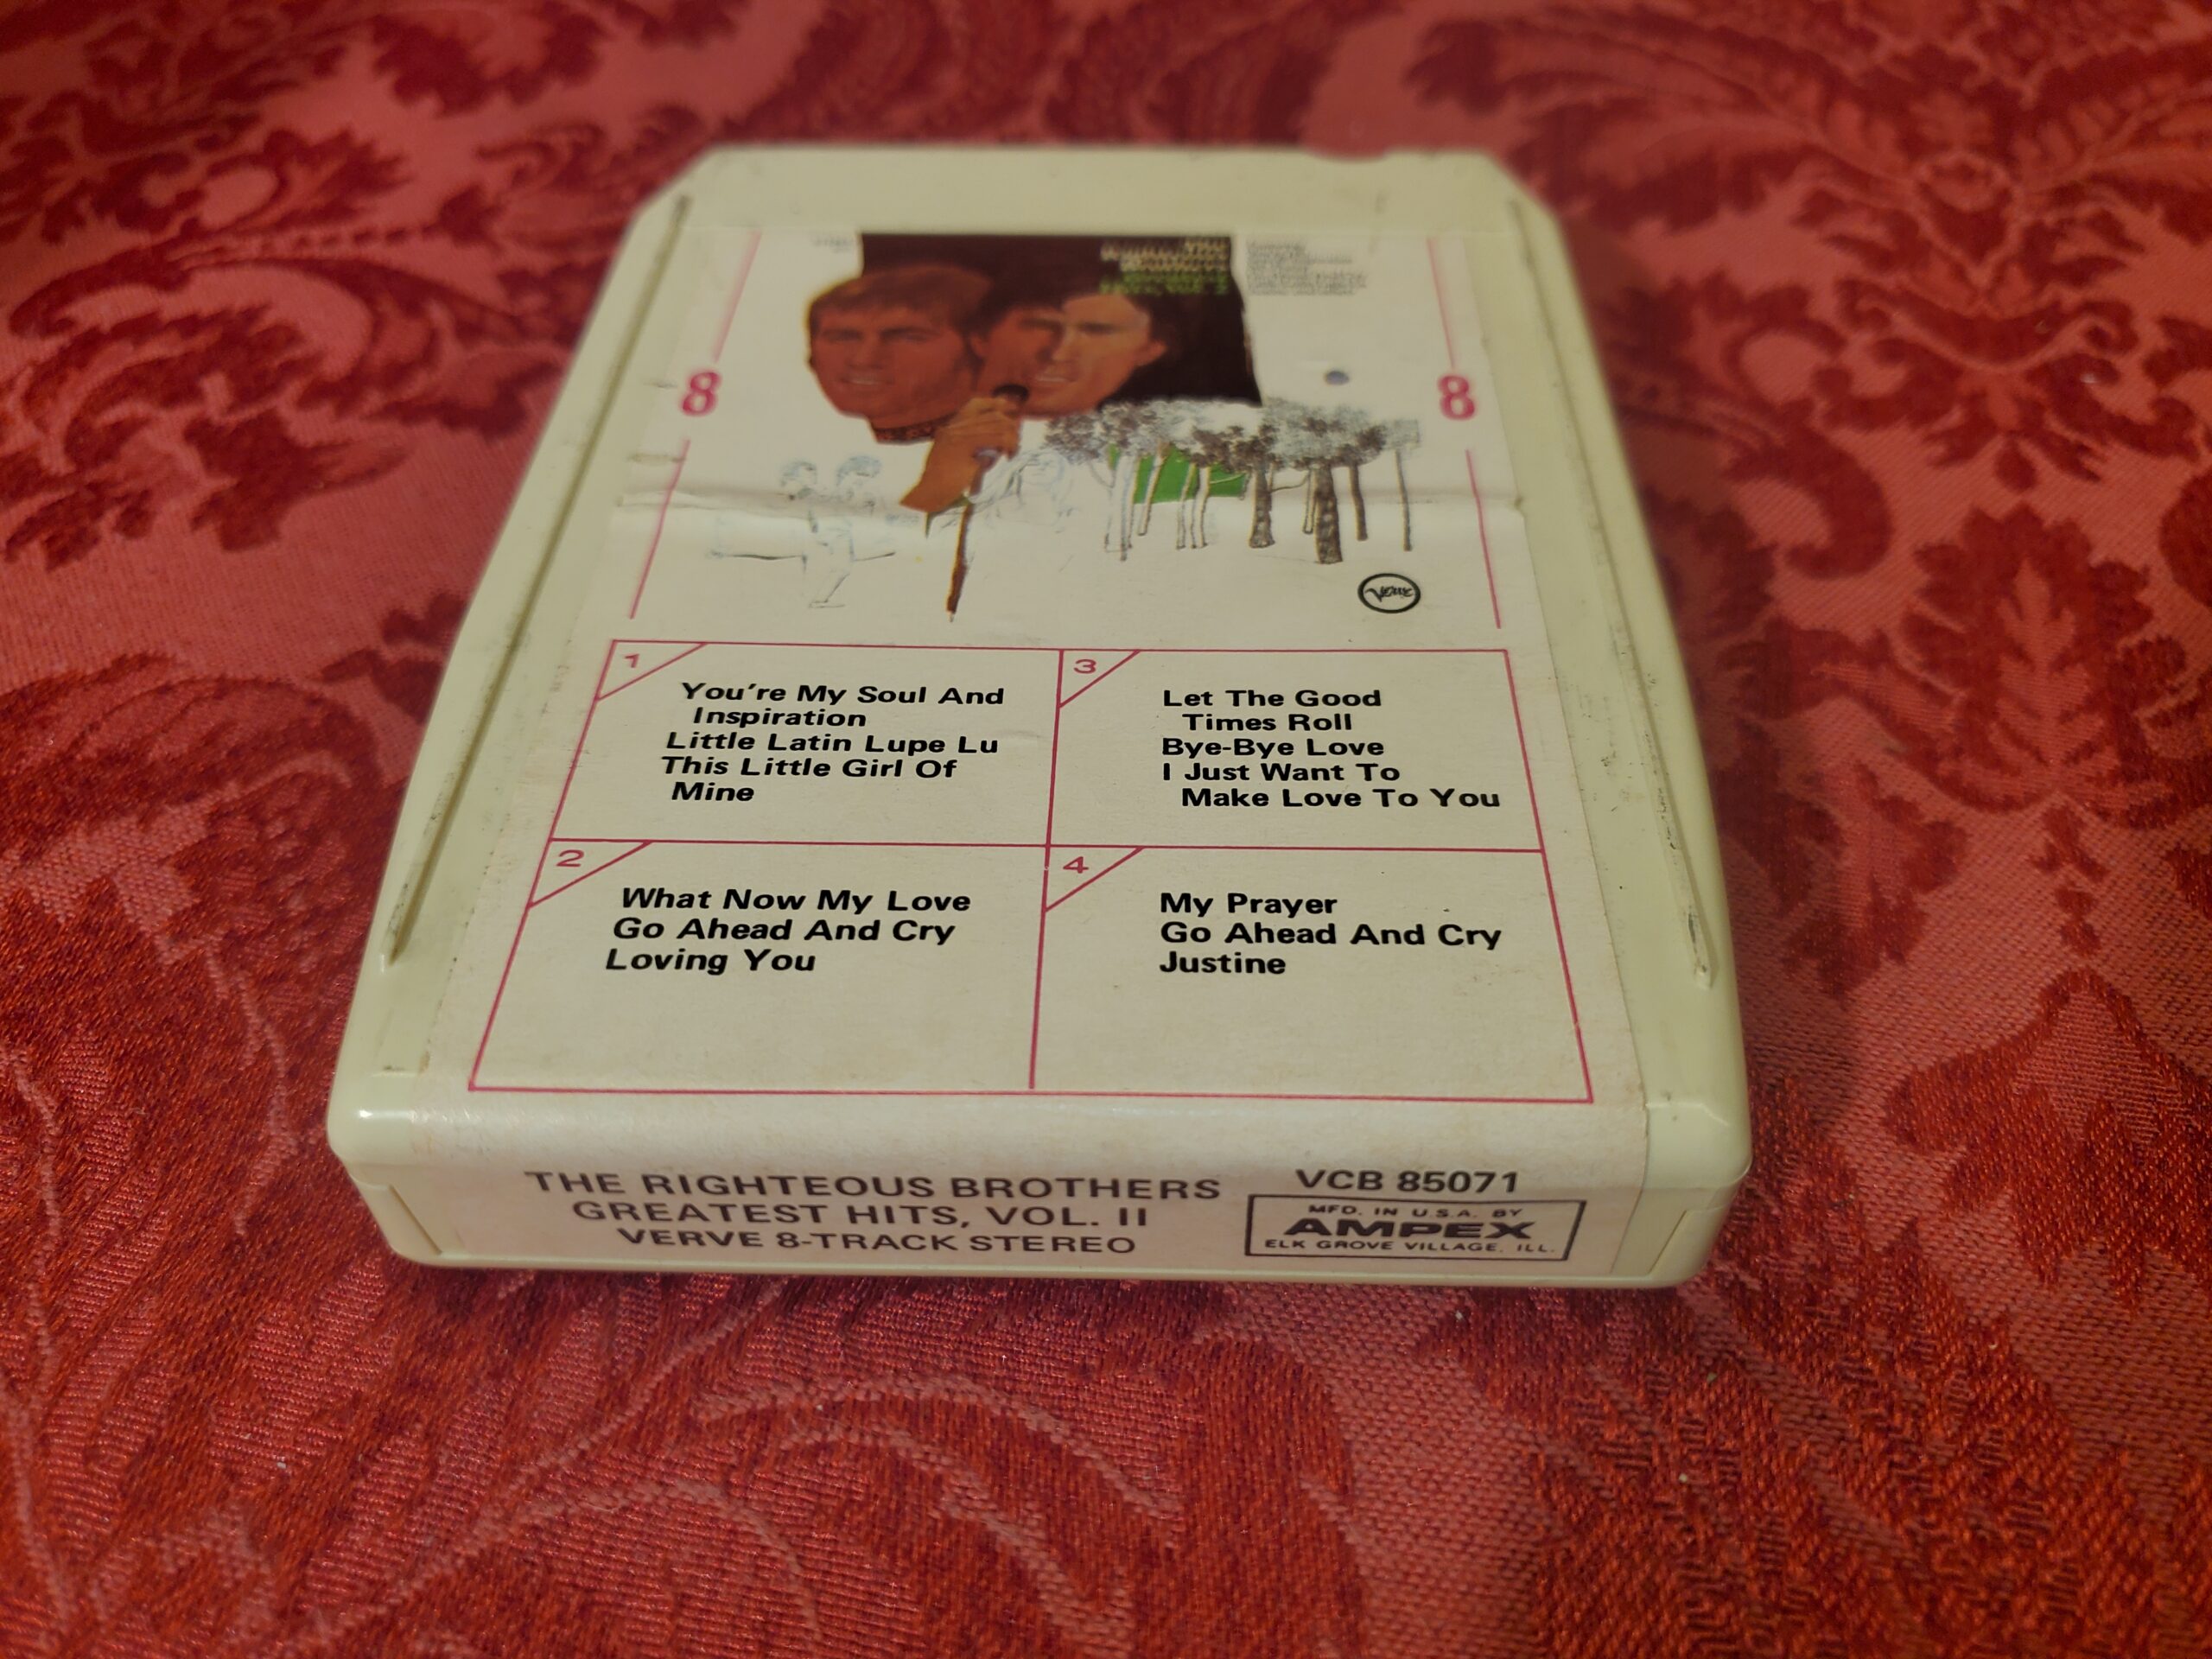 8
8
Verve
1
You're My Soul And
Inspiration
Little Latin Lupe Lu
This Little Girl Of
Mine
3
Let The Good
Times Roll
Bye-Bye Love
I Just Want To
Make Love To You
2
What Now My Love
Go Ahead And Cry
Loving You
4
My Prayer
Go Ahead And Cry
Justine
THE RIGHTEOUS BROTHERS
GREATEST HITS, VOL. II
VERVE 8-TRACK STEREO
VCB 85071
MFD. IN U.S.A. BY
AMPEX
ELK GROVE VILLAGE, ILL.